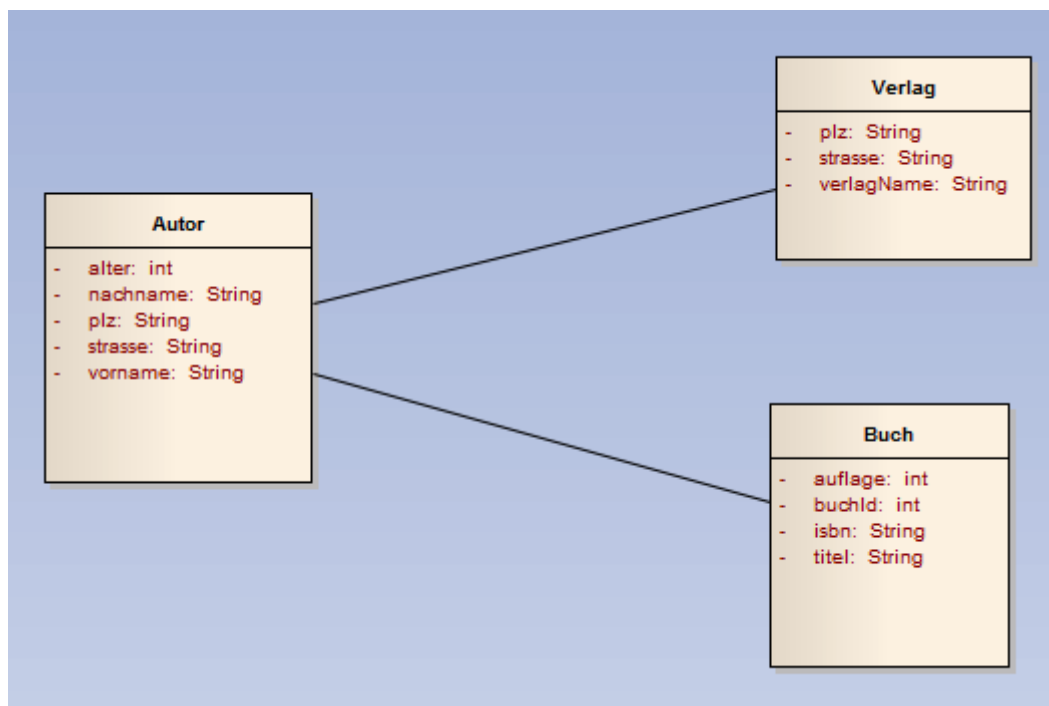 Verlag
- plz: String
- strasse: String
- verlagName: String
Autor
- alter: int
- nachname: String
- plz: String
- strasse: String
- vorname: String
Buch
- auflage: int
- buchId: int
- isbn: String
- titel: String